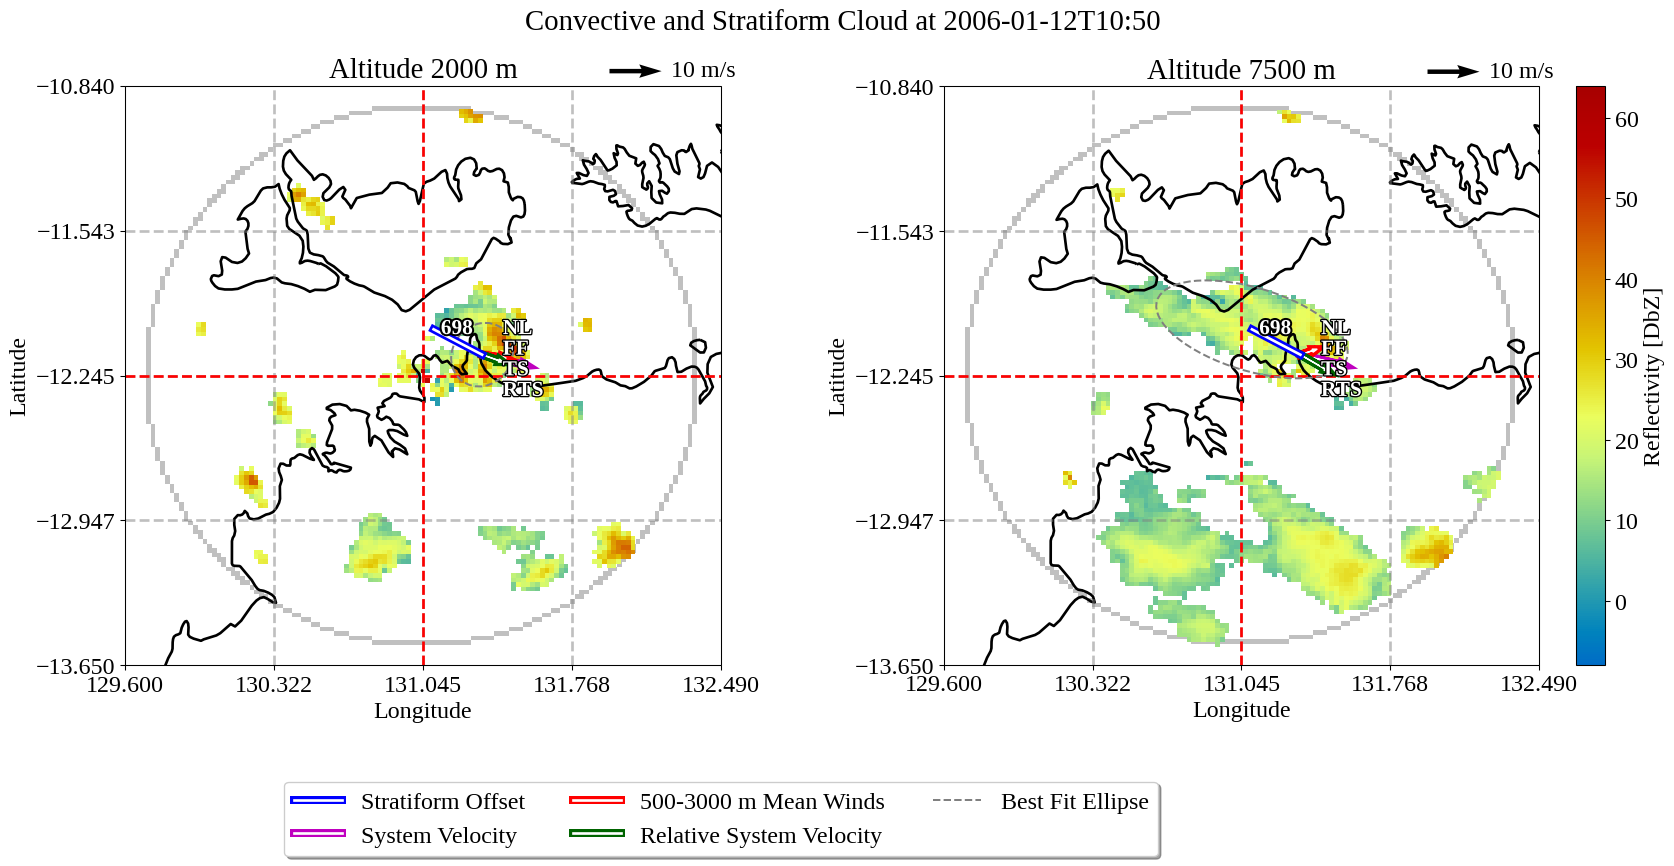 Convective and Stratiform Cloud at 2006-01-12T10:50
Altitude 2000 m
10 m/s
Altitude 7500 m
10 m/s
−10.840
−11.543
−12.245
−12.947
−13.650
129.600
130.322
131.045
131.768
132.490
Longitude
Latitude
698
NL
FF
TS
RTS
−10.840
−11.543
−12.245
−12.947
−13.650
129.600
130.322
131.045
131.768
132.490
Longitude
Latitude
698
NL
FF
TS
RTS
60
50
40
30
20
10
0
Reflectivity [DbZ]
Stratiform Offset
System Velocity
500-3000 m Mean Winds
Relative System Velocity
Best Fit Ellipse